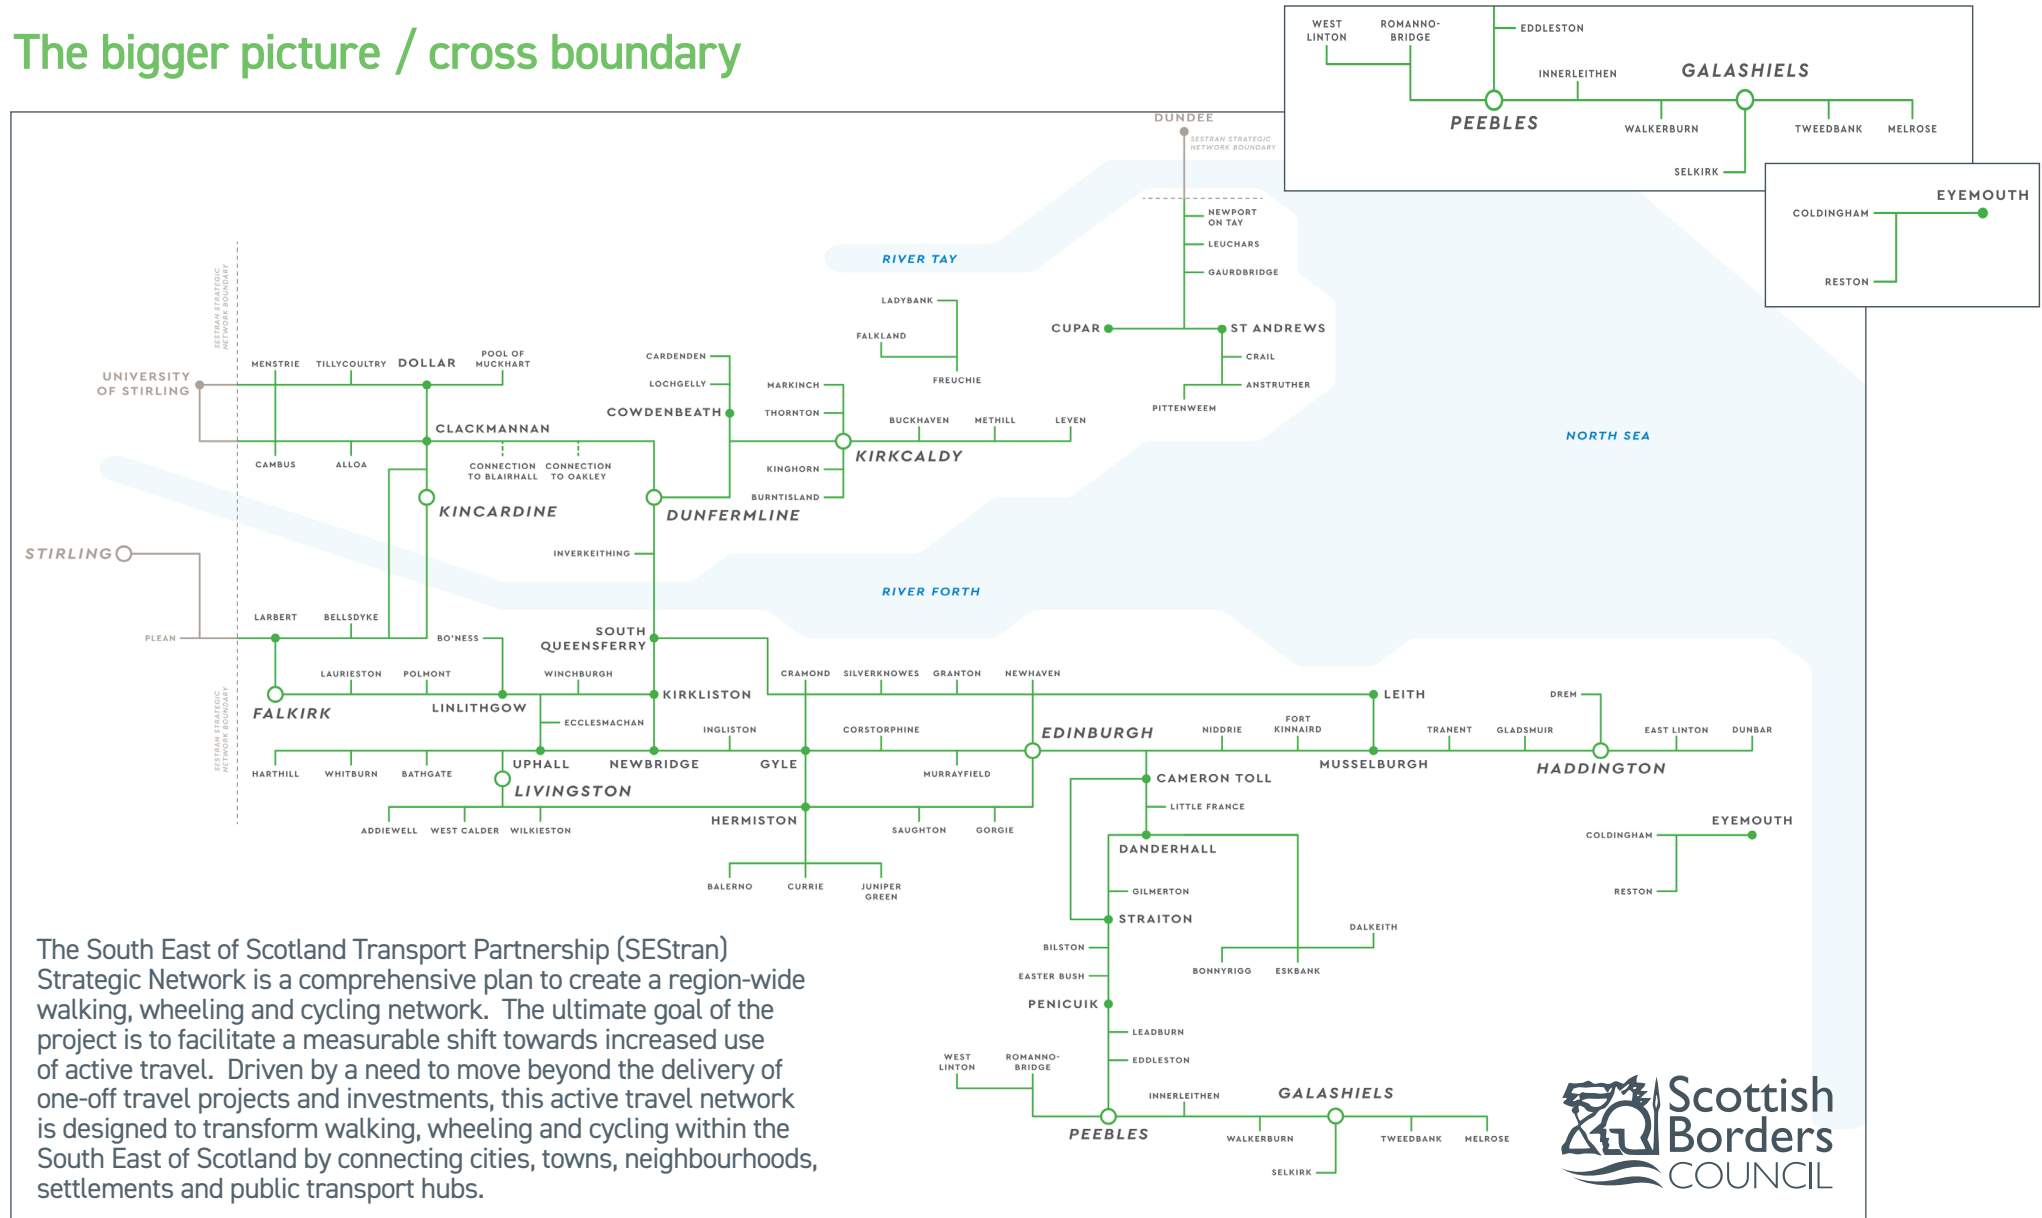 The bigger picture / cross boundary
WEST
LINTON
ROMANNO-
BRIDGE
EDDLESTON
INNERLEITHEN
GALASHIELS
PEEBLES
WALKERBURN
TWEEDBANK
MELROSE
SELKIRK
EYEMOUTH
COLDINGHAM
RESTON
DUNDEE
SESTRAN STRATEGIC
NETWORK BOUNDARY
NEWPORT
ON TAY
LEUCHARS
GAURDBRIDGE
RIVER TAY
LADYBANK
FALKLAND
FREUCHIE
CUPAR
ST ANDREWS
CRAIL
ANSTRUTHER
PITTENWEEM
SESTRAN STRATEGIC
NETWORK BOUNDARY
UNIVERSITY
OF STIRLING
MENSTRIE
TILLYCOULTRY
DOLLAR
POOL OF
MUCKHART
CLACKMANNAN
CAMBUS
ALLOA
CONNECTION
TO BLAIRHALL
CONNECTION
TO OAKLEY
KINCARDINE
CARDENDEN
LOCHGELLY
COWDENBEATH
MARKINCH
THORNTON
BUCKHAVEN
METHILL
LEVEN
KIRKCALDY
KINGHORN
BURNTISLAND
DUNFERMLINE
NORTH SEA
STIRLING
INVERKEITHING
RIVER FORTH
PLEAN
LARBERT
BELLSDYKE
BO'NESS
SOUTH
QUEENSFERRY
LAURIESTON
POLMONT
WINCHBURGH
KIRKLISTON
CRAMOND
SILVERKNOWES
GRANTON
NEWHAVEN
LEITH
DREM
FALKIRK
LINLITHGOW
ECCLESMACHAN
SESTRAN STRATEGIC
NETWORK BOUNDARY
INGLISTON
CORSTORPHINE
EDINBURGH
NIDDRIE
FORT
KINNAIRD
TRANENT
GLADSMUIR
EAST LINTON
DUNBAR
HARTHILL
WHITBURN
BATHGATE
UPHALL
NEWBRIDGE
GYLE
MURRAYFIELD
MUSSELBURGH
HADDINGTON
LIVINGSTON
CAMERON TOLL
LITTLE FRANCE
ADDIEWELL
WEST CALDER
WILKIESTON
HERMISTON
SAUGHTON
GORGIE
DANDERHALL
COLDINGHAM
EYEMOUTH
RESTON
BALERNO
CURRIE
JUNIPER
GREEN
GILMERTON
STRAITON
BILSTON
DALKEITH
BONNYRIGG
ESKBANK
EASTER BUSH
PENICUIK
LEADBURN
EDDLESTON
WEST
LINTON
ROMANNO-
BRIDGE
INNERLEITHEN
GALASHIELS
PEEBLES
WALKERBURN
TWEEDBANK
MELROSE
SELKIRK
The South East of Scotland Transport Partnership (SEStran)
Strategic Network is a comprehensive plan to create a region-wide
walking, wheeling and cycling network.  The ultimate goal of the
project is to facilitate a measurable shift towards increased use
of active travel.  Driven by a need to move beyond the delivery of
one-off travel projects and investments, this active travel network
is designed to transform walking, wheeling and cycling within the
South East of Scotland by connecting cities, towns, neighbourhoods,
settlements and public transport hubs.
Scottish
Borders
COUNCIL